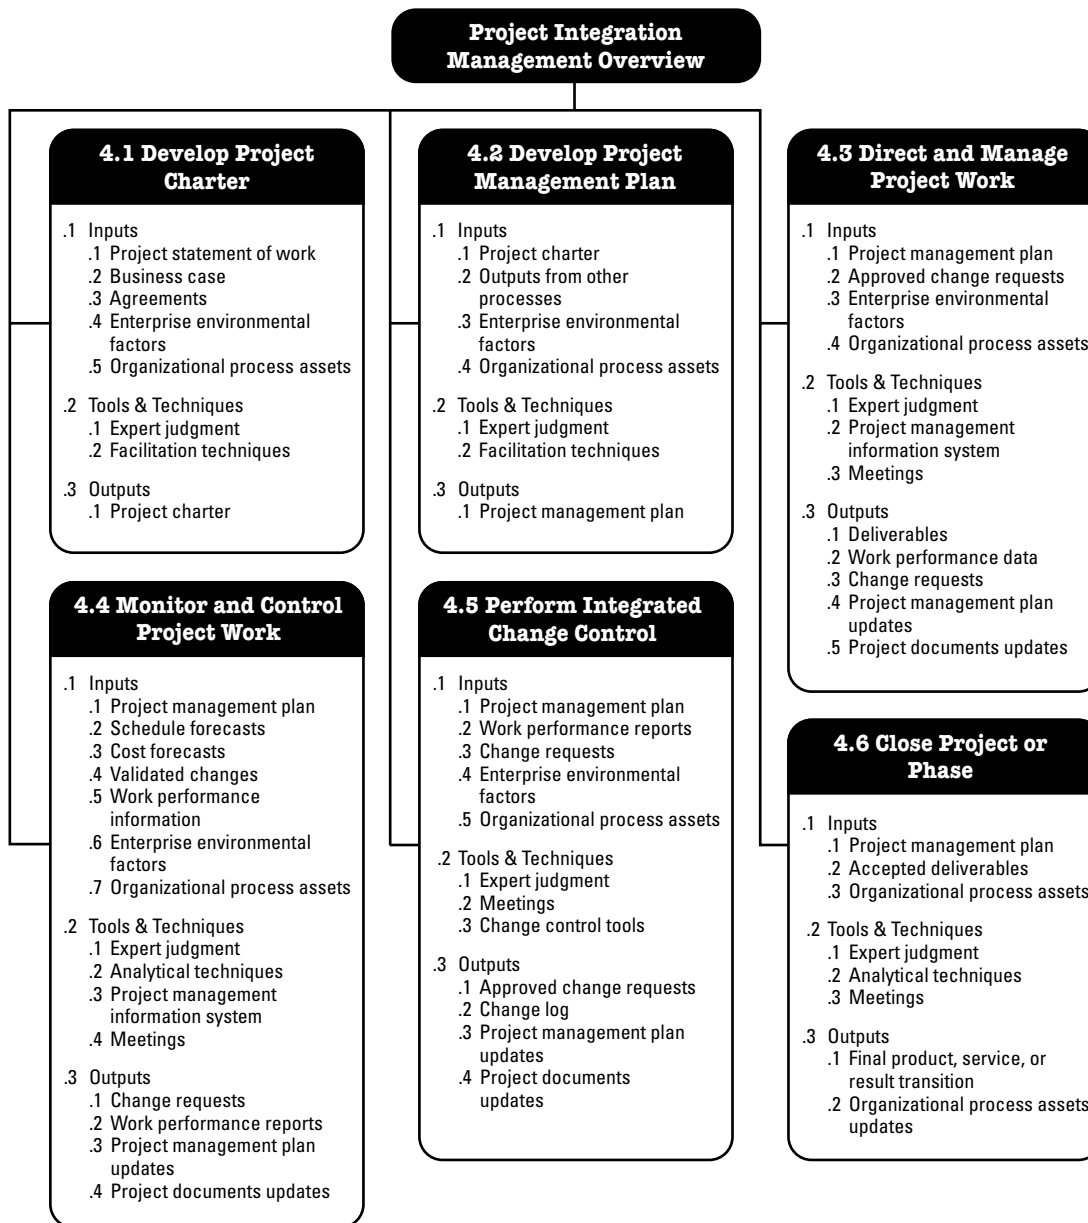 Project Integration
Management Overview
4.1 Develop Project
Charter
.1 Inputs
.1 Project statement of work
.2 Business case
.3 Agreements
.4 Enterprise environmental
factors
.5 Organizational process assets
.2 Tools & Techniques
.1 Expert judgment
.2 Facilitation techniques
.3 Outputs
.1 Project charter
4.2 Develop Project
Management Plan
.1 Inputs
.1 Project charter
.2 Outputs from other
processes
.3 Enterprise environmental
factors
.4 Organizational process assets
.2 Tools & Techniques
.1 Expert judgment
.2 Facilitation techniques
.3 Outputs
.1 Project management plan
4.3 Direct and Manage
Project Work
.1 Inputs
.1 Project management plan
.2 Approved change requests
.3 Enterprise environmental
factors
.4 Organizational process assets
.2 Tools & Techniques
.1 Expert judgment
.2 Project management
information system
.3 Meetings
.3 Outputs
.1 Deliverables
.2 Work performance data
.3 Change requests
.4 Project management plan
updates
.5 Project documents updates
4.4 Monitor and Control
Project Work
.1 Inputs
.1 Project management plan
.2 Schedule forecasts
.3 Cost forecasts
.4 Validated changes
.5 Work performance
information
.6 Enterprise environmental
factors
.7 Organizational process assets
.2 Tools & Techniques
.1 Expert judgment
.2 Analytical techniques
.3 Project management
information system
.4 Meetings
.3 Outputs
.1 Change requests
.2 Work performance reports
.3 Project management plan
updates
.4 Project documents updates
4.5 Perform Integrated
Change Control
.1 Inputs
.1 Project management plan
.2 Work performance reports
.3 Change requests
.4 Enterprise environmental
factors
.5 Organizational process assets
.2 Tools & Techniques
.1 Expert judgment
.2 Meetings
.3 Change control tools
.3 Outputs
.1 Approved change requests
.2 Change log
.3 Project management plan
updates
.4 Project documents
updates
4.6 Close Project or
Phase
.1 Inputs
.1 Project management plan
.2 Accepted deliverables
.3 Organizational process assets
.2 Tools & Techniques
.1 Expert judgment
.2 Analytical techniques
.3 Meetings
.3 Outputs
.1 Final product, service, or
result transition
.2 Organizational process assets
updates